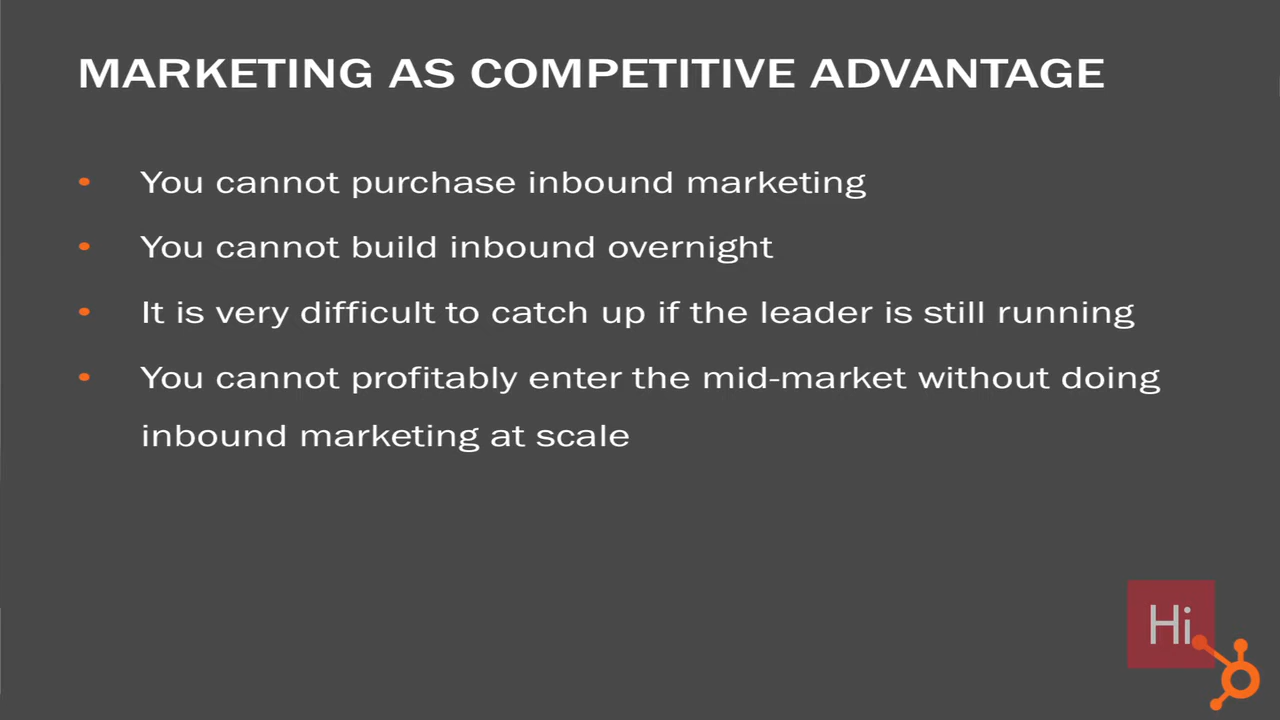 MARKETING AS COMPETITIVE ADVANTAGE
• You cannot purchase inbound marketing
• You cannot build inbound overnight
• It is very difficult to catch up if the leader is still running
• You cannot profitably enter the mid-market without doing
inbound marketing at scale
Hi